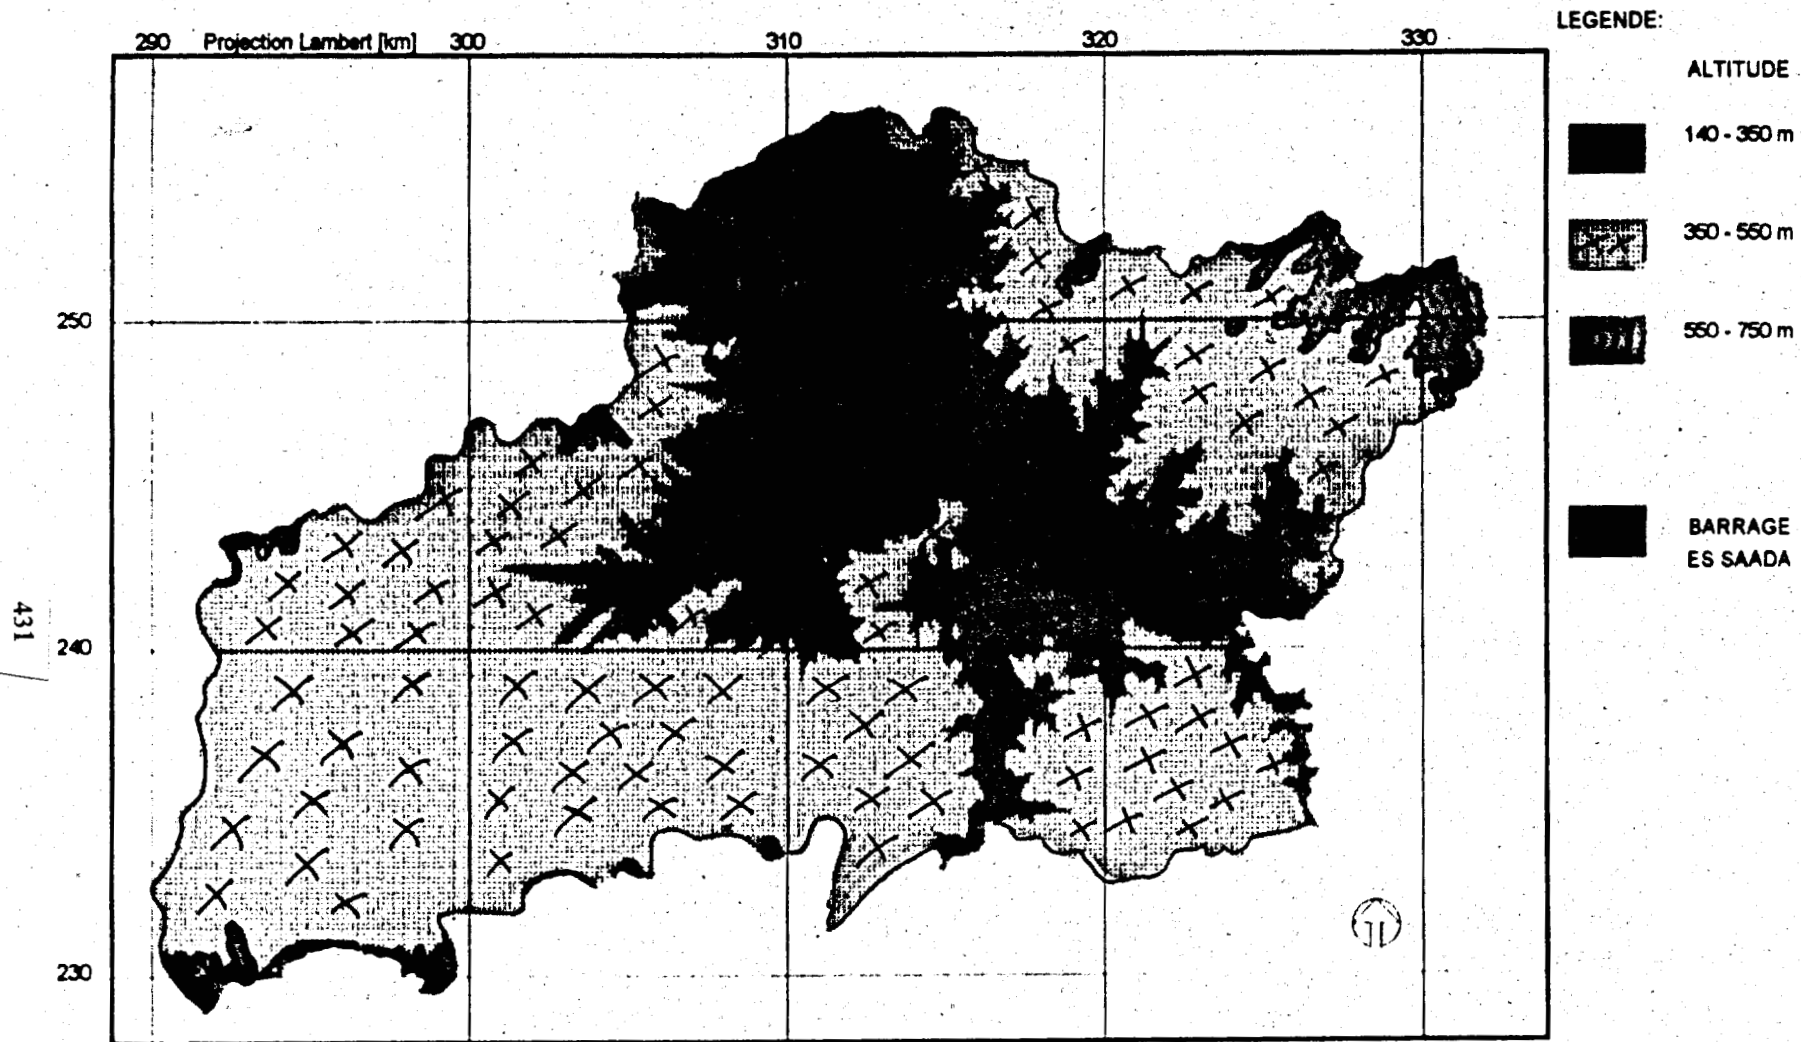 LEGENDE:
290 Projection Lambert [km] 300 310 320 330
ALTITUDE
140 - 350 m
350 - 550 m
550 - 750 m
BARRAGE
ES SAADA
250
240
230
431